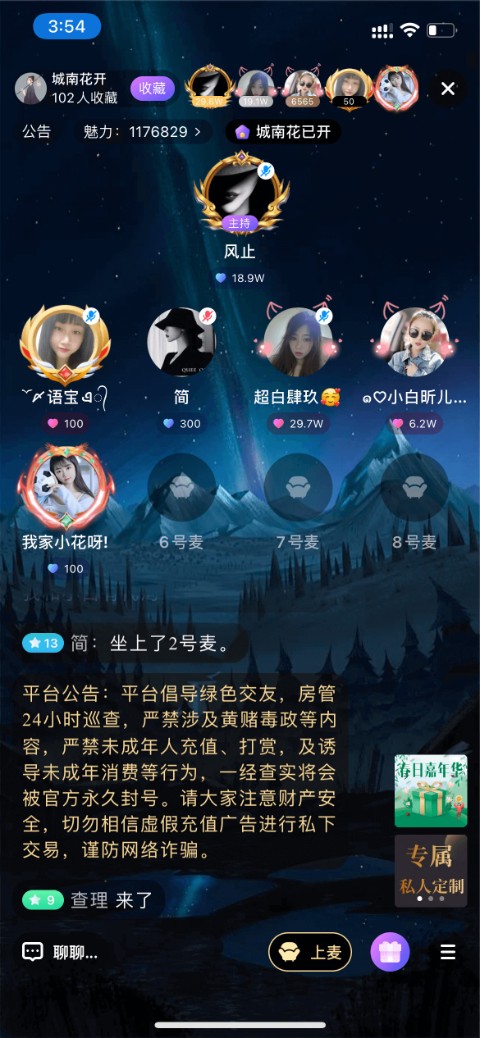 3:54
城南花开
102人收藏
收藏
19.1W
6565
50
公告
魅力：1176829 >
城南花已开
主持
风止
18.9W
语宝
简
超白肆玖🥰
๑♡小白昕儿...
100
300
29.7W
6.2W
我家小花呀!
6号麦
7号麦
8号麦
100
13 简：坐上了2号麦。
平台公告：平台倡导绿色交友，房管
24小时巡查，严禁涉及黄赌毒政等内
容，严禁未成年人充值、打赏，及诱
导未成年消费等行为，一经查实将会
被官方永久封号。请大家注意财产安
全，切勿相信虚假充值广告进行私下
交易，谨防网络诈骗。
春日嘉年华
专属
私人定制
9 查理 来了
聊聊...
上麦